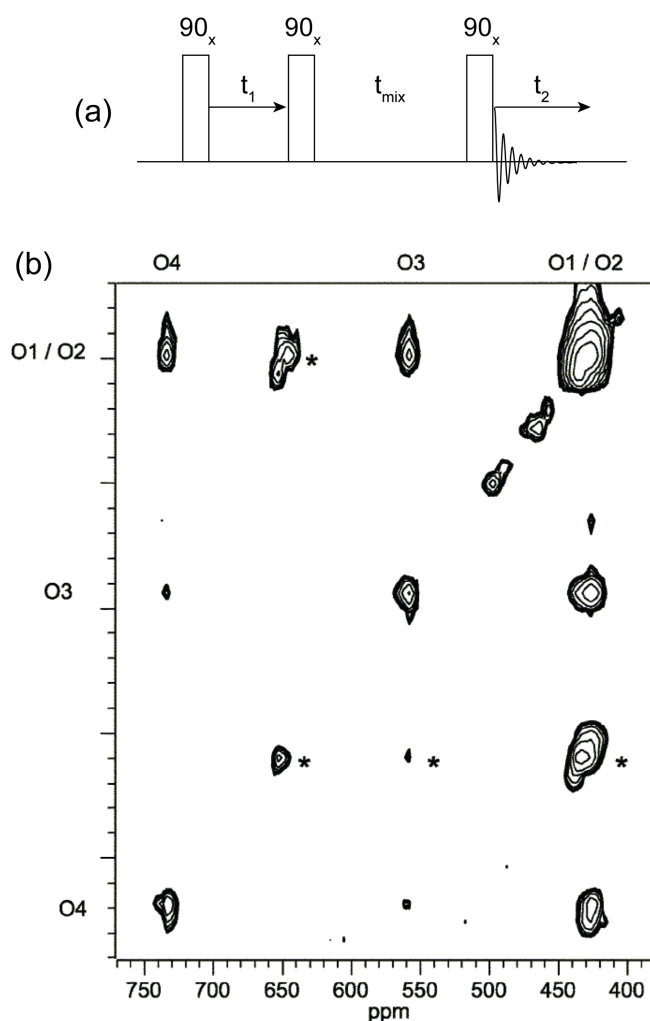 90x 90x 90x
(a) t1 tmix t2
(b) O4 O3 O1 / O2
O1 / O2
*
O3
* * *
O4
750 700 650 600 550 500 450 400
ppm